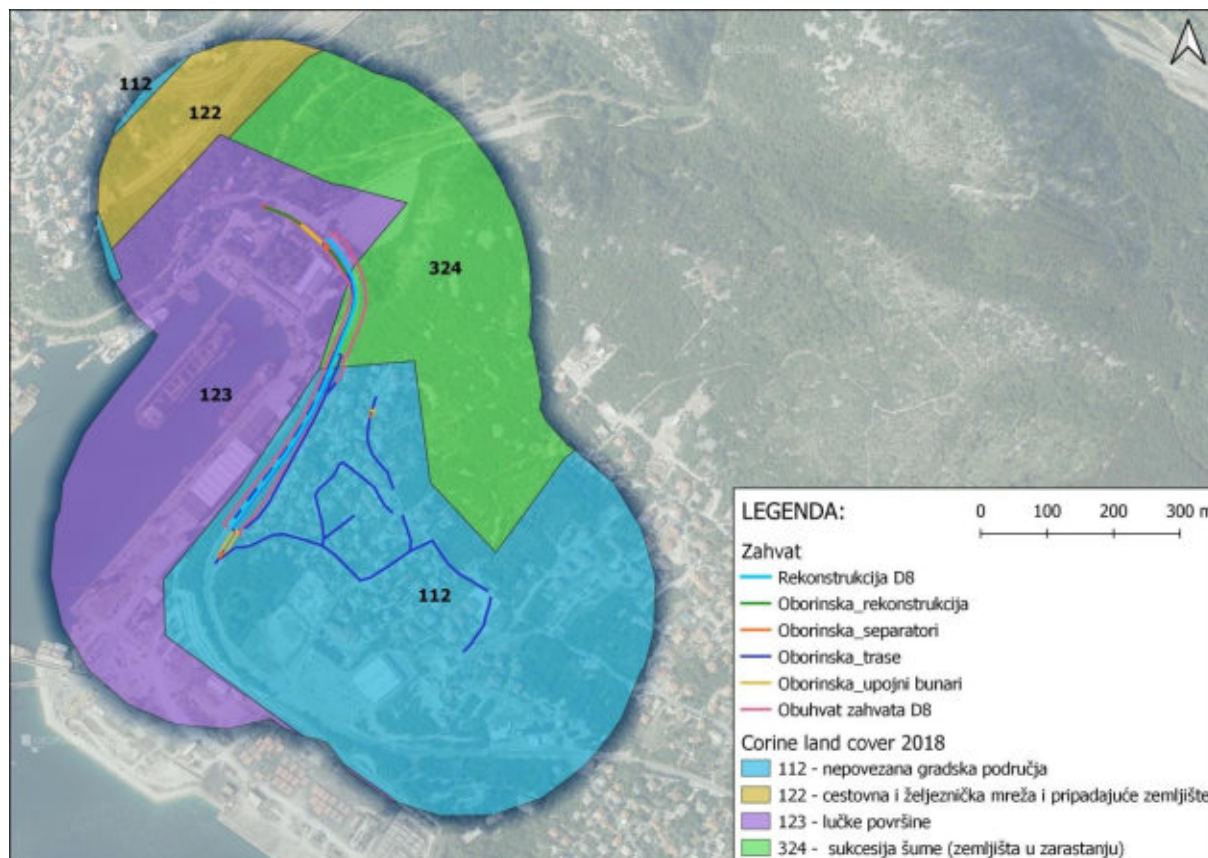 112
122
324
123
112
LEGENDA:
0 100 200 300 m
Zahvat
Rekonstrukcija D8
Oborinska_rekonstrukcija
Oborinska_separatori
Oborinska_trase
Oborinska_upojni bunari
Obuhvat zahvata D8
Corine land cover 2018
112 - nepovezana gradska područja
122 - cestovna i željeznička mreža i pripadajuće zemljište
123 - lučke površine
324 - sukcesija šume (zemljišta u zarastanju)